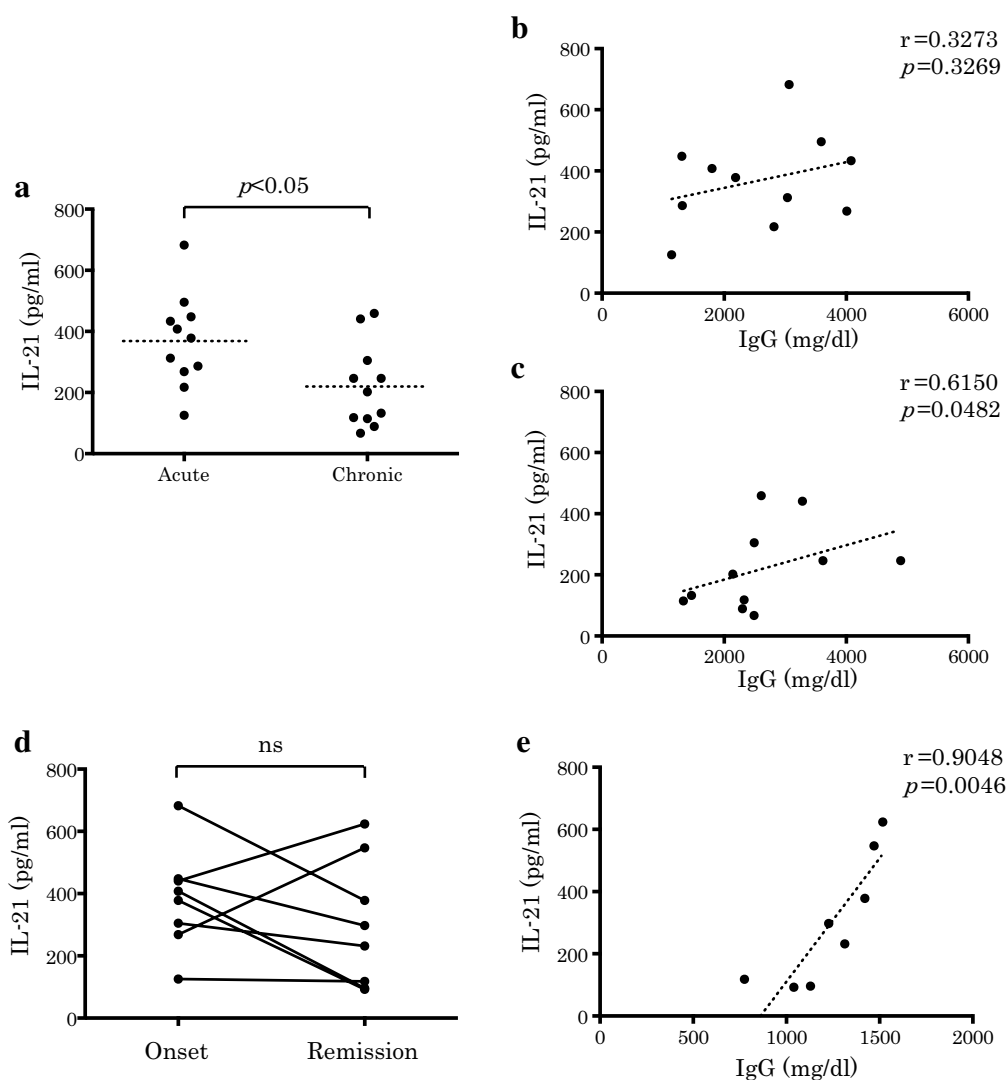 a
p<0.05
IL-21 (pg/ml)
800
600
400
200
0
Acute
Chronic
b
r=0.3273
p=0.3269
IL-21 (pg/ml)
800
600
400
200
0
0
2000
4000
6000
IgG (mg/dl)
c
r=0.6150
p=0.0482
IL-21 (pg/ml)
800
600
400
200
0
0
2000
4000
6000
IgG (mg/dl)
d
ns
IL-21 (pg/ml)
800
600
400
200
0
Onset
Remission
e
r=0.9048
p=0.0046
IL-21 (pg/ml)
800
600
400
200
0
0
500
1000
1500
2000
IgG (mg/dl)